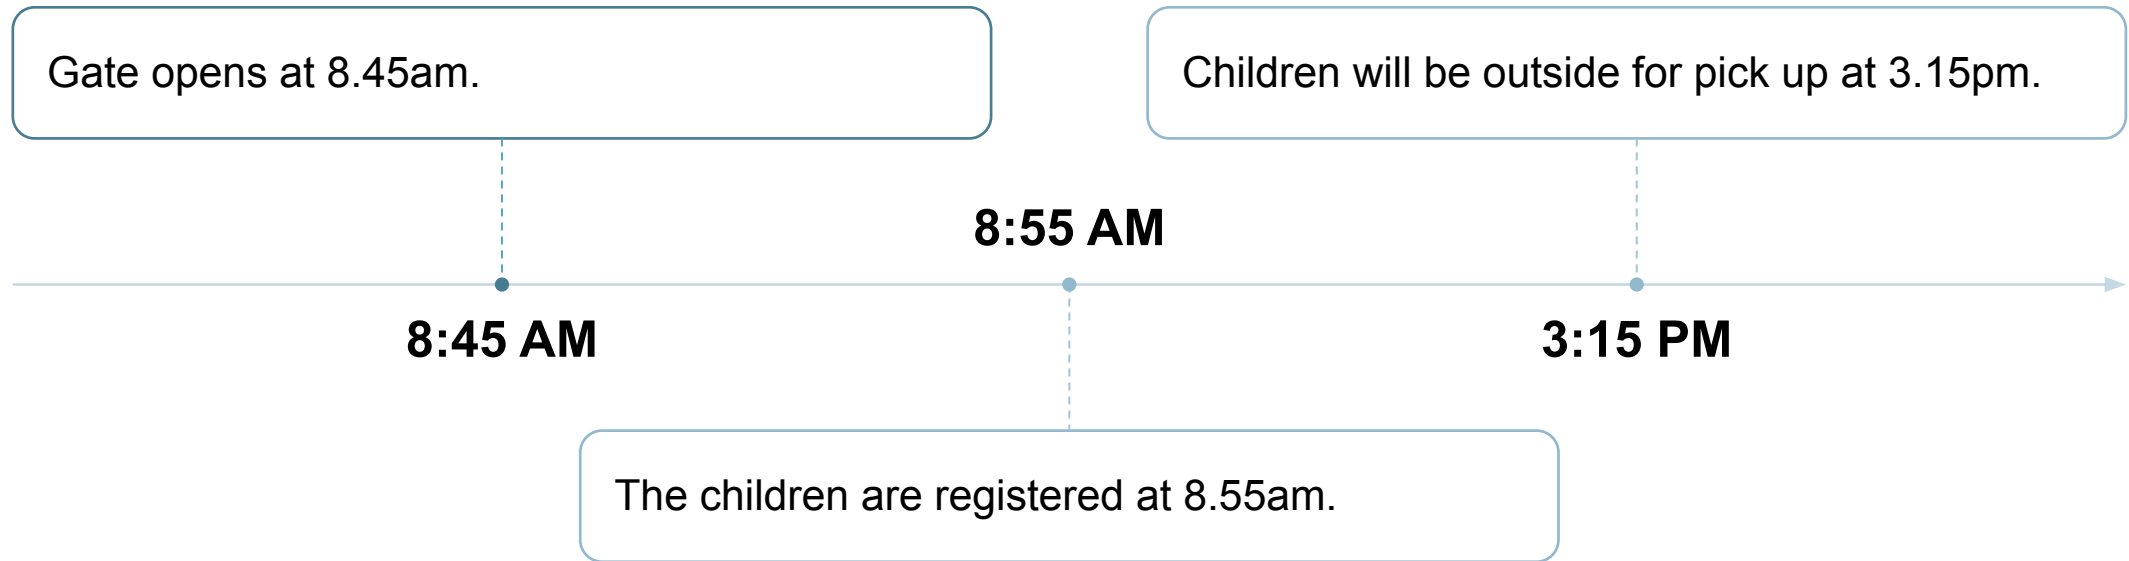 Gate opens at 8.45am.
Children will be outside for pick up at 3.15pm.
8:55 AM
8:45 AM
3:15 PM
The children are registered at 8.55am.